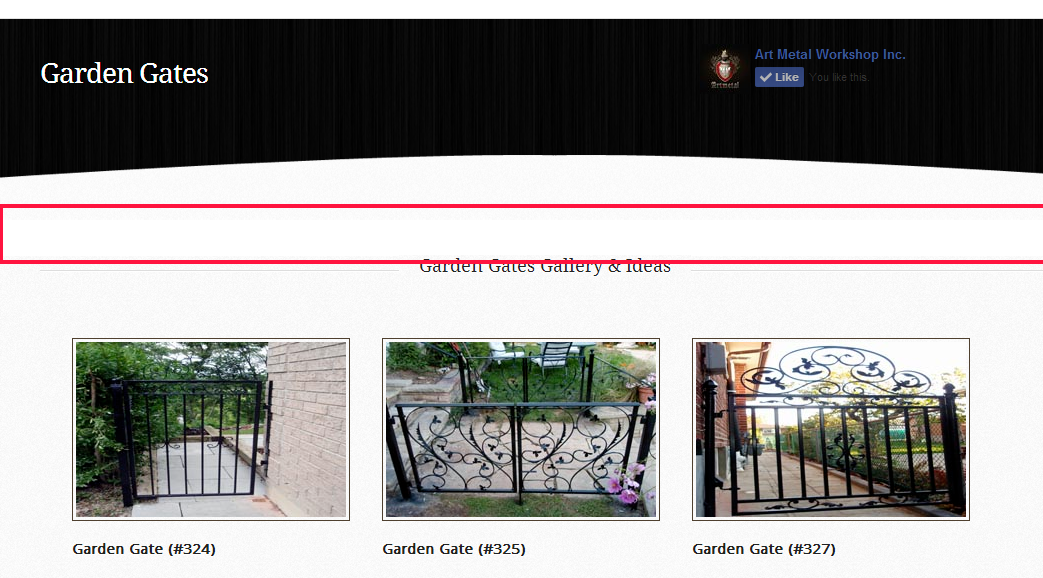 Garden Gates
Art Metal Workshop Inc.
Like You like this.
Artmetal
Garden Gates Gallery & Ideas
Garden Gate (#324)
Garden Gate (#325)
Garden Gate (#327)